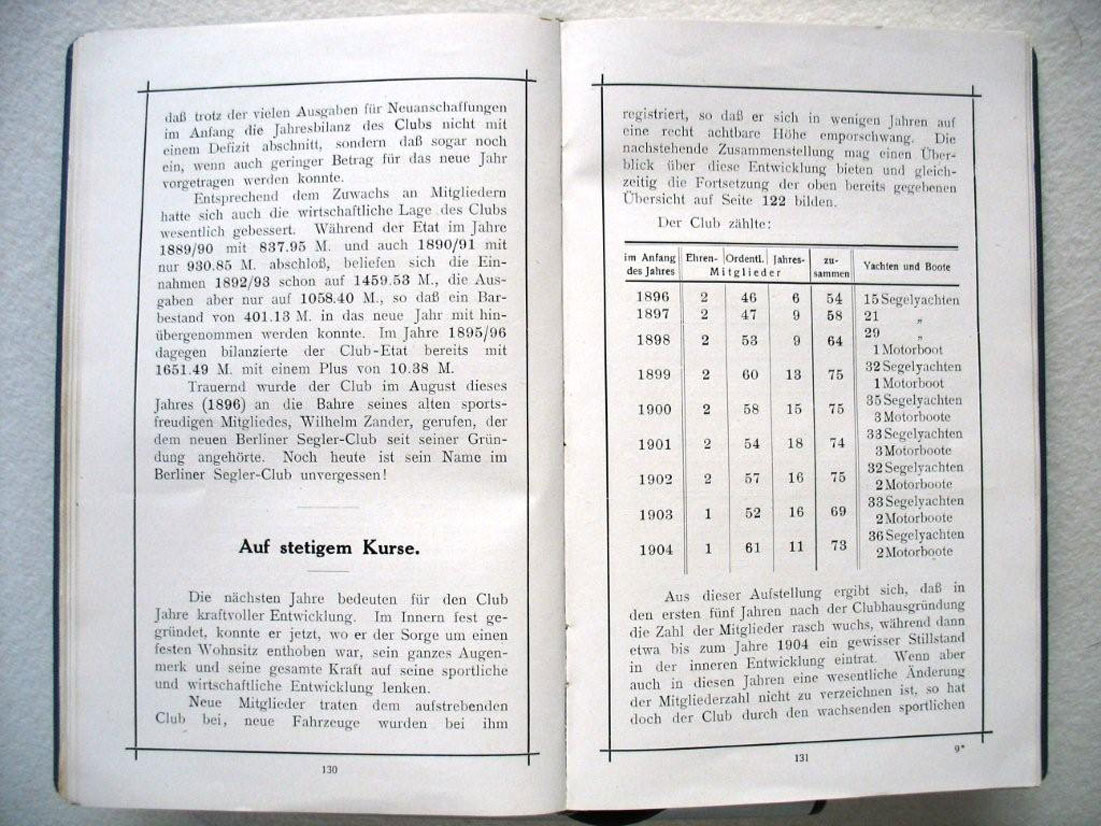 daß trotz der vielen Ausgaben für Neuanschaffungen
im Anfang die Jahresbilanz des Clubs nicht mit
einem Defizit abschnitt, sondern daß sogar noch
ein, wenn auch geringer Betrag für das neue Jahr
vorgetragen werden konnte.
Entsprechend dem Zuwachs an Mitgliedern
hatte sich auch die wirtschaftliche Lage des Clubs
wesentlich gebessert. Während der Etat im Jahre
1889/90 mit 837.95 M. und auch 1890/91 mit
nur 930.85 M. abschloß, beliefen sich die Ein-
nahmen 1892/93 schon auf 1459.53 M., die Aus-
gaben aber nur auf 1058.40 M., so daß ein Bar-
bestand von 401.13 M. in das neue Jahr mit hin-
übergenommen werden konnte. Im Jahre 1895/96
dagegen bilanzierte der Club-Etat bereits mit
1651.49 M. mit einem Plus von 10.38 M.
Trauernd wurde der Club im August dieses
Jahres (1896) an die Bahre seines alten sports-
freudigen Mitgliedes, Wilhelm Zander, gerufen, der
dem neuen Berliner Segler-Club seit seiner Grün-
dung angehörte. Noch heute ist sein Name im
Berliner Segler-Club unvergessen!
Auf stetigem Kurse.
Die nächsten Jahre bedeuten für den Club
Jahre kraftvoller Entwicklung. Im Innern fest ge-
gründet, konnte er jetzt, wo er der Sorge um einen
festen Wohnsitz enthoben war, sein ganzes Augen-
merk und seine gesamte Kraft auf seine sportliche
und wirtschaftliche Entwicklung lenken.
Neue Mitglieder traten dem aufstrebenden
Club bei, neue Fahrzeuge wurden bei ihm
130
registriert, so daß er sich in wenigen Jahren auf
eine recht achtbare Höhe emporschwang. Die
nachstehende Zusammenstellung mag einen Über-
blick über diese Entwicklung bieten und gleich-
zeitig die Fortsetzung der oben bereits gegebenen
Übersicht auf Seite 122 bilden.
Der Club zählte:
im Anfang des Jahres Ehren- Ordentl. Jahres- Mitglieder zu-sammen Yachten und Boote
1896 2 46 6 54 15 Segelyachten
1897 2 47 9 58 21 „
1898 2 53 9 64 29 „
1 Motorboot
1899 2 60 13 75 32 Segelyachten
1 Motorboot
1900 2 58 15 75 35 Segelyachten
3 Motorboote
1901 2 54 18 74 33 Segelyachten
3 Motorboote
1902 2 57 16 75 32 Segelyachten
2 Motorboote
1903 1 52 16 69 33 Segelyachten
2 Motorboote
1904 1 61 11 73 36 Segelyachten
2 Motorboote
Aus dieser Aufstellung ergibt sich, daß in
den ersten fünf Jahren nach der Clubhausgründung
die Zahl der Mitglieder rasch wuchs, während dann
etwa bis zum Jahre 1904 ein gewisser Stillstand
in der inneren Entwicklung eintrat. Wenn aber
auch in diesen Jahren eine wesentliche Änderung
der Mitgliederzahl nicht zu verzeichnen ist, so hat
doch der Club durch den wachsenden sportlichen
131
9*